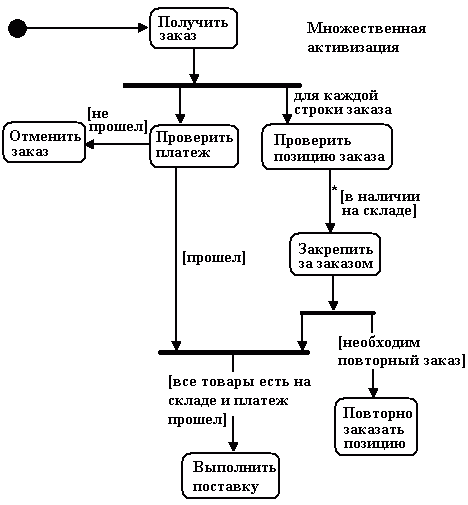 Получить
заказ
Множественная
активизация
для каждой
строки заказа
[не
прошел]
Отменить
заказ
Проверить
платеж
Проверить
позицию заказа
*
[в наличии
на складе]
Закрепить
за заказом
[прошел]
[необходим
повторный заказ]
[все товары есть на
складе и платеж
прошел]
Повторно
заказать
позицию
Выполнить
поставку